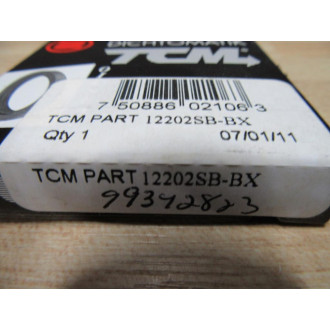 DICHTOMATIK
TCM
7 50886 02106 3
TCM PART 12202SB-BX
Qty 1 07/01/11
TCM PART 12202SB-BX
99342823